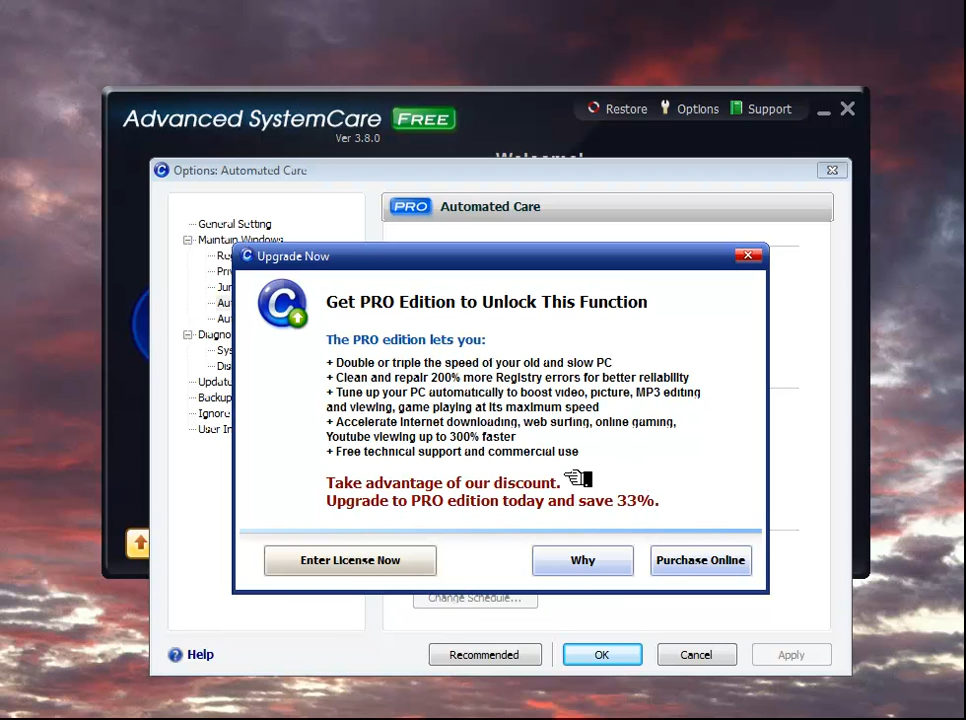 Advanced SystemCare FREE
Ver 3.8.0
Restore Options Support
Welcome!
Options: Automated Care
General Setting
Maintain Windows
Diagno
Sys
Dis
Updat
Backup
Ignore
User In
PRO Automated Care
Upgrade Now
Get PRO Edition to Unlock This Function
The PRO edition lets you:
+ Double or triple the speed of your old and slow PC
+ Clean and repair 200% more Registry errors for better reliability
+ Tune up your PC automatically to boost video, picture, MP3 editing
and viewing, game playing at its maximum speed
+ Accelerate Internet downloading, web surfing, online gaming,
Youtube viewing up to 300% faster
+ Free technical support and commercial use
Take advantage of our discount.
Upgrade to PRO edition today and save 33%.
Enter License Now Why Purchase Online
Change Schedule...
Help Recommended OK Cancel Apply